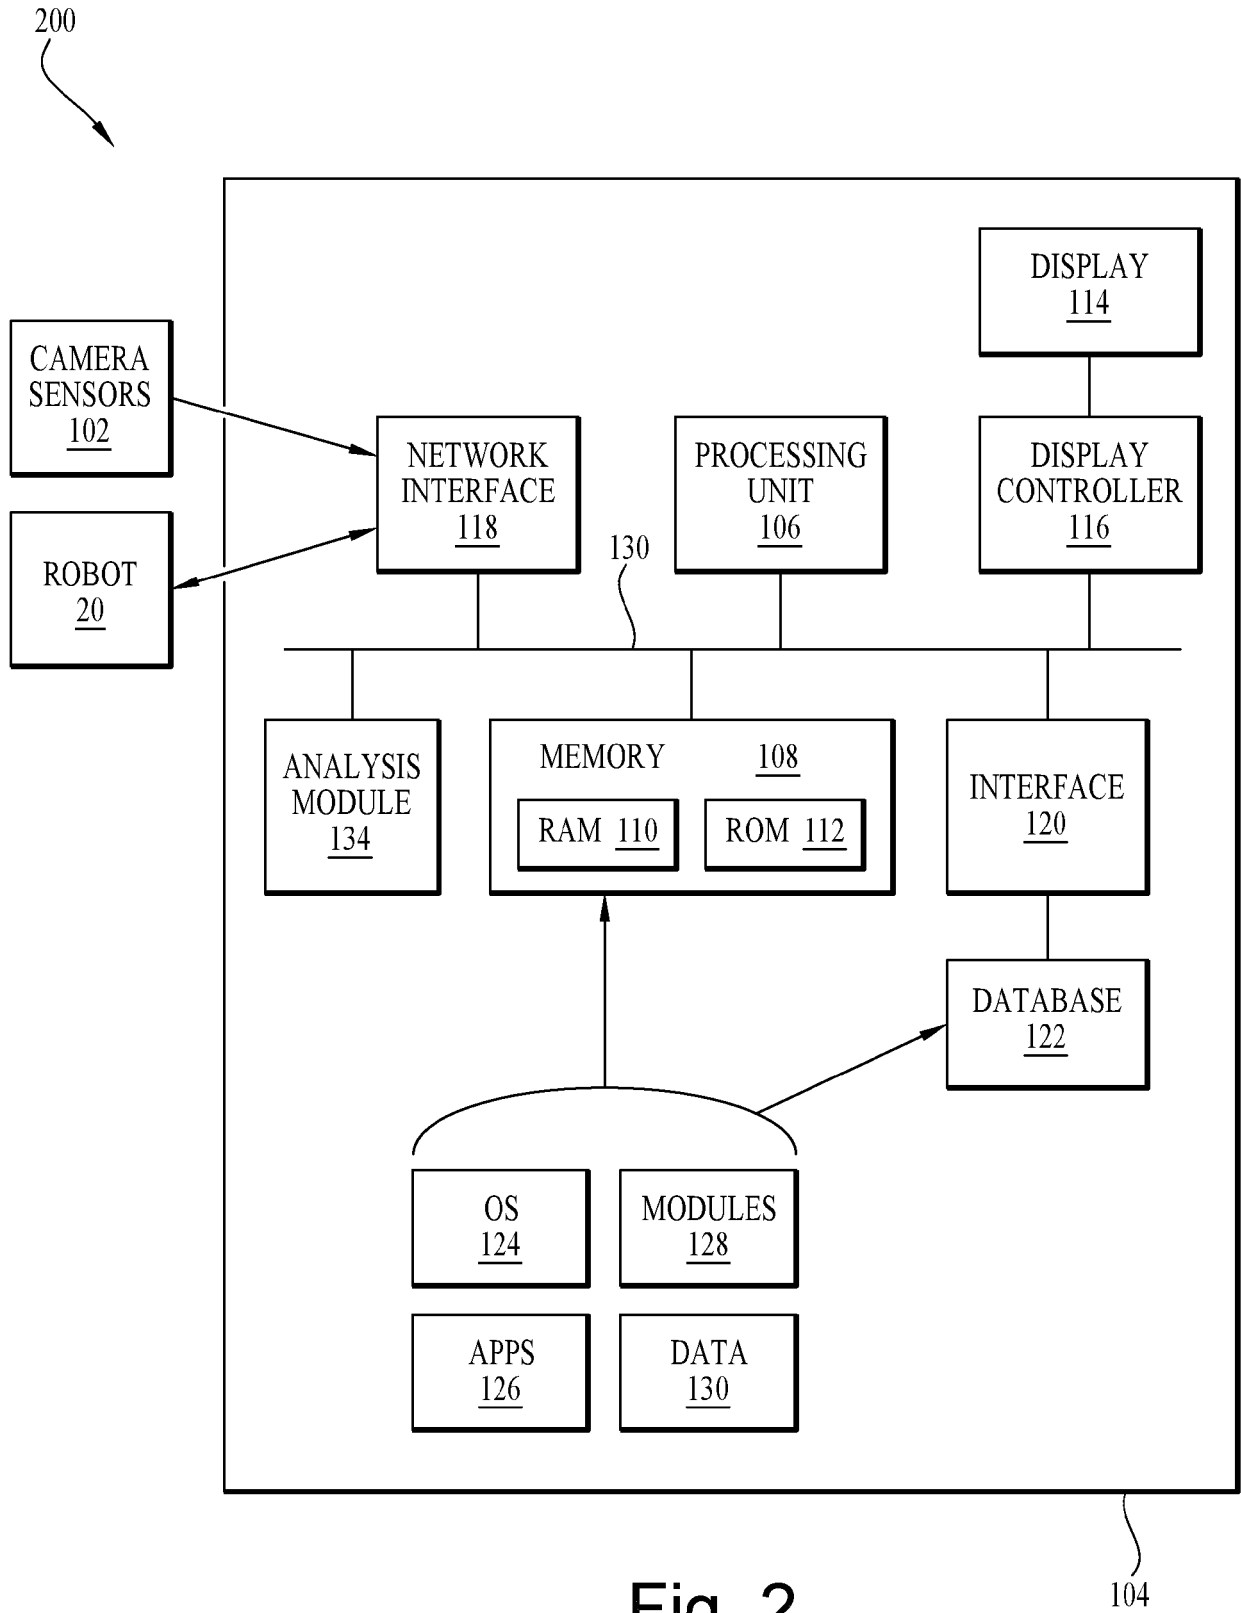 200
DISPLAY
114
CAMERA
SENSORS
102
NETWORK
INTERFACE
118
PROCESSING
UNIT
106
DISPLAY
CONTROLLER
116
ROBOT
20
130
ANALYSIS
MODULE
134
MEMORY 108
RAM 110
ROM 112
INTERFACE
120
DATABASE
122
OS
124
MODULES
128
APPS
126
DATA
130
104
Fig. 2